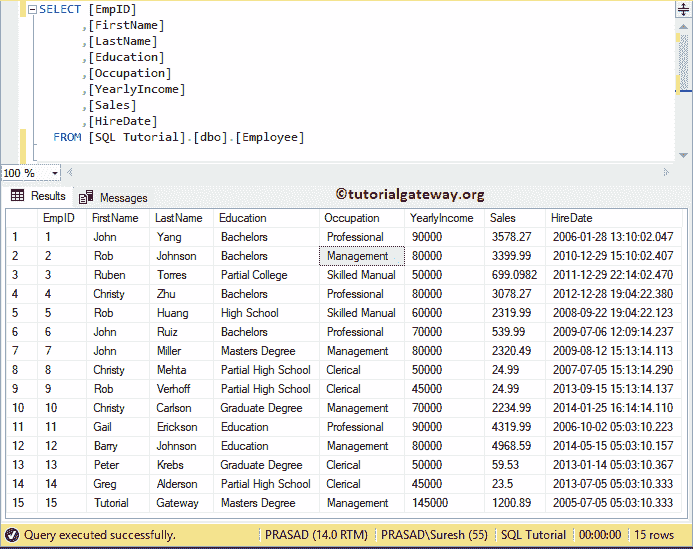 SELECT [EmpID]
,[FirstName]
,[LastName]
,[Education]
,[Occupation]
,[YearlyIncome]
,[Sales]
,[HireDate]
FROM [SQL Tutorial].[dbo].[Employee]
100 %
Results Messages ©tutorialgateway.org
EmpID FirstName LastName Education Occupation YearlyIncome Sales HireDate
1 1 John Yang Bachelors Professional 90000 3578.27 2006-01-28 13:10:02.047
2 2 Rob Johnson Bachelors Management 80000 3399.99 2010-12-29 15:10:02.407
3 3 Ruben Torres Partial College Skilled Manual 50000 699.0982 2011-12-29 22:14:02.470
4 4 Christy Zhu Bachelors Professional 80000 3078.27 2012-12-28 19:04:22.380
5 5 Rob Huang High School Skilled Manual 60000 2319.99 2008-09-22 19:04:22.123
6 6 John Ruiz Bachelors Professional 70000 539.99 2009-07-06 12:09:14.237
7 7 John Miller Masters Degree Management 80000 2320.49 2009-08-12 15:13:14.113
8 8 Christy Mehta Partial High School Clerical 50000 24.99 2007-07-05 15:13:14.290
9 9 Rob Verhoff Partial High School Clerical 45000 24.99 2013-09-15 15:13:14.137
10 10 Christy Carlson Graduate Degree Management 70000 2234.99 2014-01-25 16:14:14.110
11 11 Gail Erickson Education Professional 90000 4319.99 2006-10-02 05:03:10.223
12 12 Barry Johnson Education Management 80000 4968.59 2014-05-15 05:03:10.157
13 13 Peter Krebs Graduate Degree Clerical 50000 59.53 2013-01-14 05:03:10.367
14 14 Greg Alderson Partial High School Clerical 45000 23.5 2013-07-05 05:03:10.333
15 15 Tutorial Gateway Masters Degree Management 145000 1200.89 2005-07-05 05:03:10.333
Query executed successfully. PRASAD (14.0 RTM) PRASAD\Suresh (55) SQL Tutorial 00:00:00 15 rows